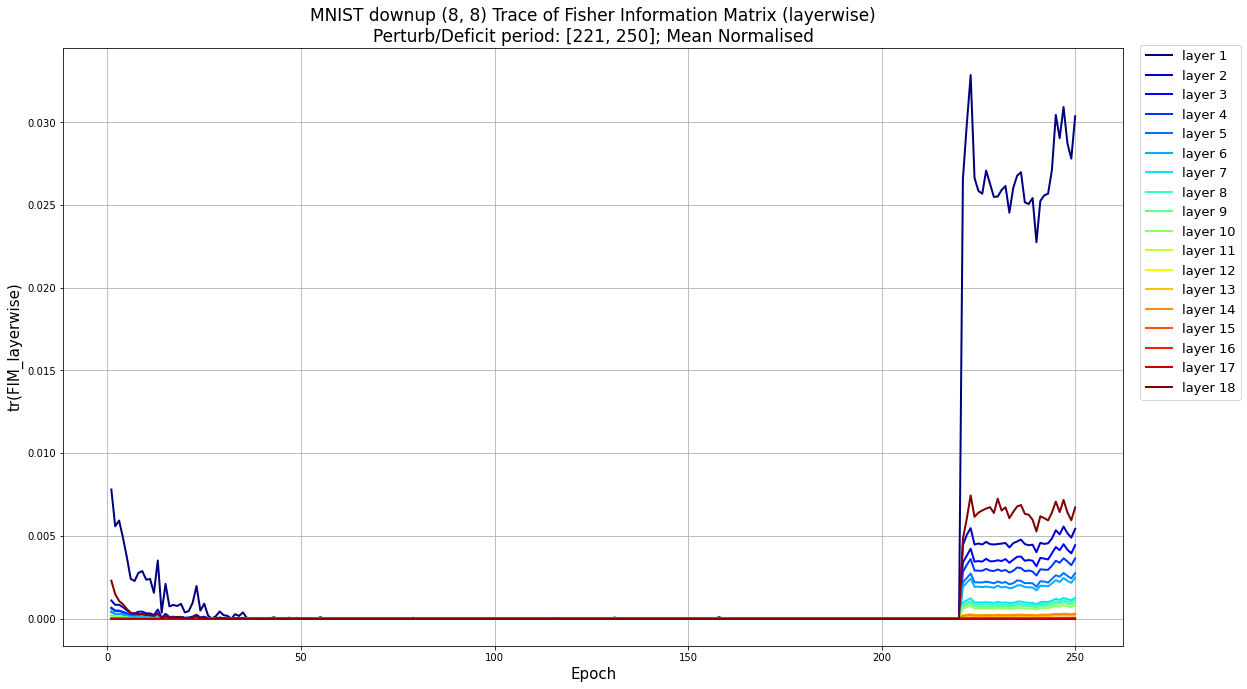 MNIST downup (8, 8) Trace of Fisher Information Matrix (layerwise)
Perturb/Deficit period: [221, 250]; Mean Normalised
tr(FIM_layerwise)
0.030
0.025
0.020
0.015
0.010
0.005
0.000
0
50
100
150
200
250
Epoch
layer 1
layer 2
layer 3
layer 4
layer 5
layer 6
layer 7
layer 8
layer 9
layer 10
layer 11
layer 12
layer 13
layer 14
layer 15
layer 16
layer 17
layer 18